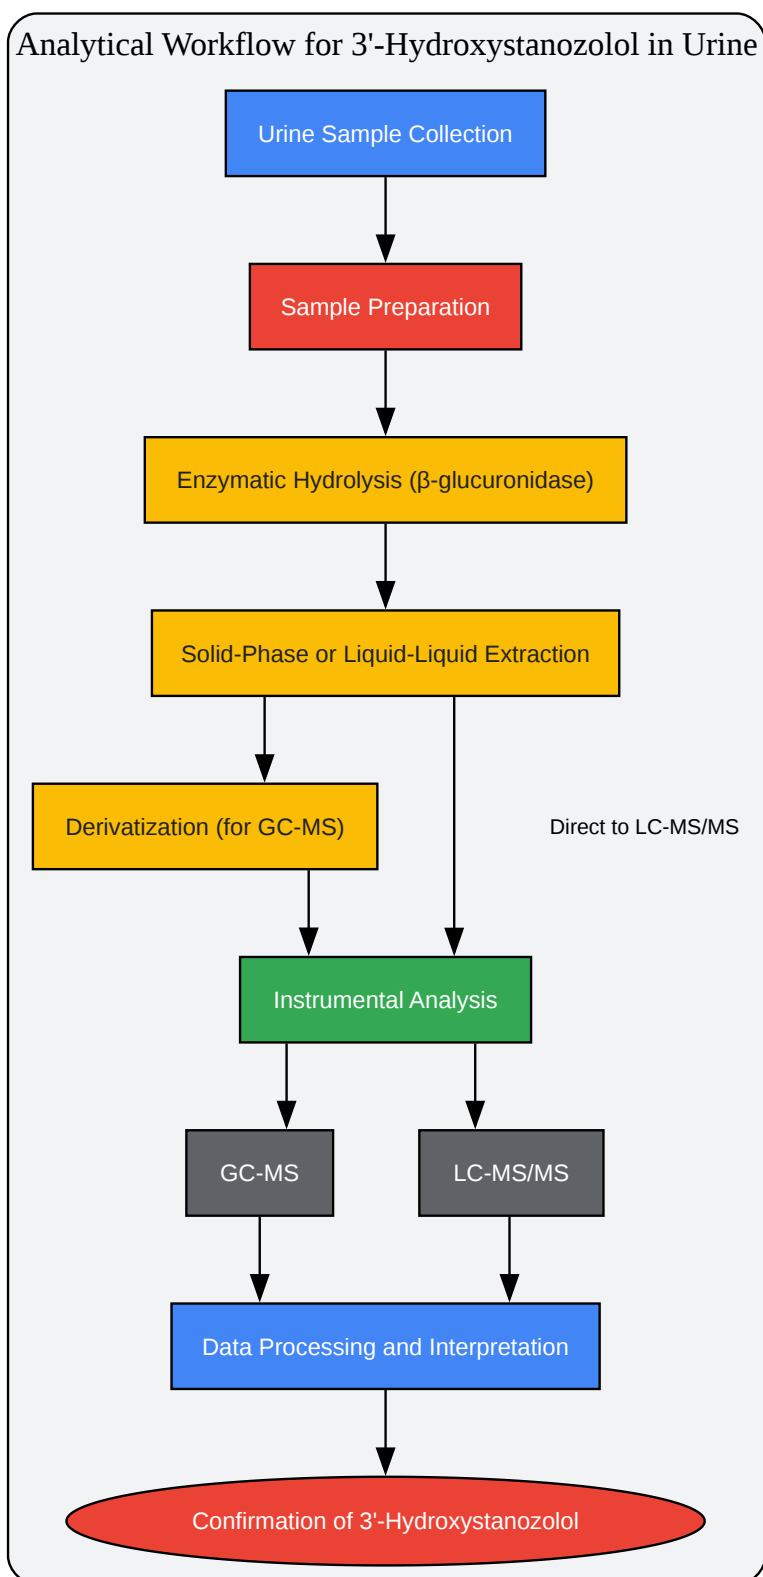 Analytical Workflow for 3'-Hydroxystanozolol in Urine
Urine Sample Collection
Sample Preparation
Enzymatic Hydrolysis (β-glucuronidase)
Solid-Phase or Liquid-Liquid Extraction
Derivatization (for GC-MS)
Direct to LC-MS/MS
Instrumental Analysis
GC-MS
LC-MS/MS
Data Processing and Interpretation
Confirmation of 3'-Hydroxystanozolol